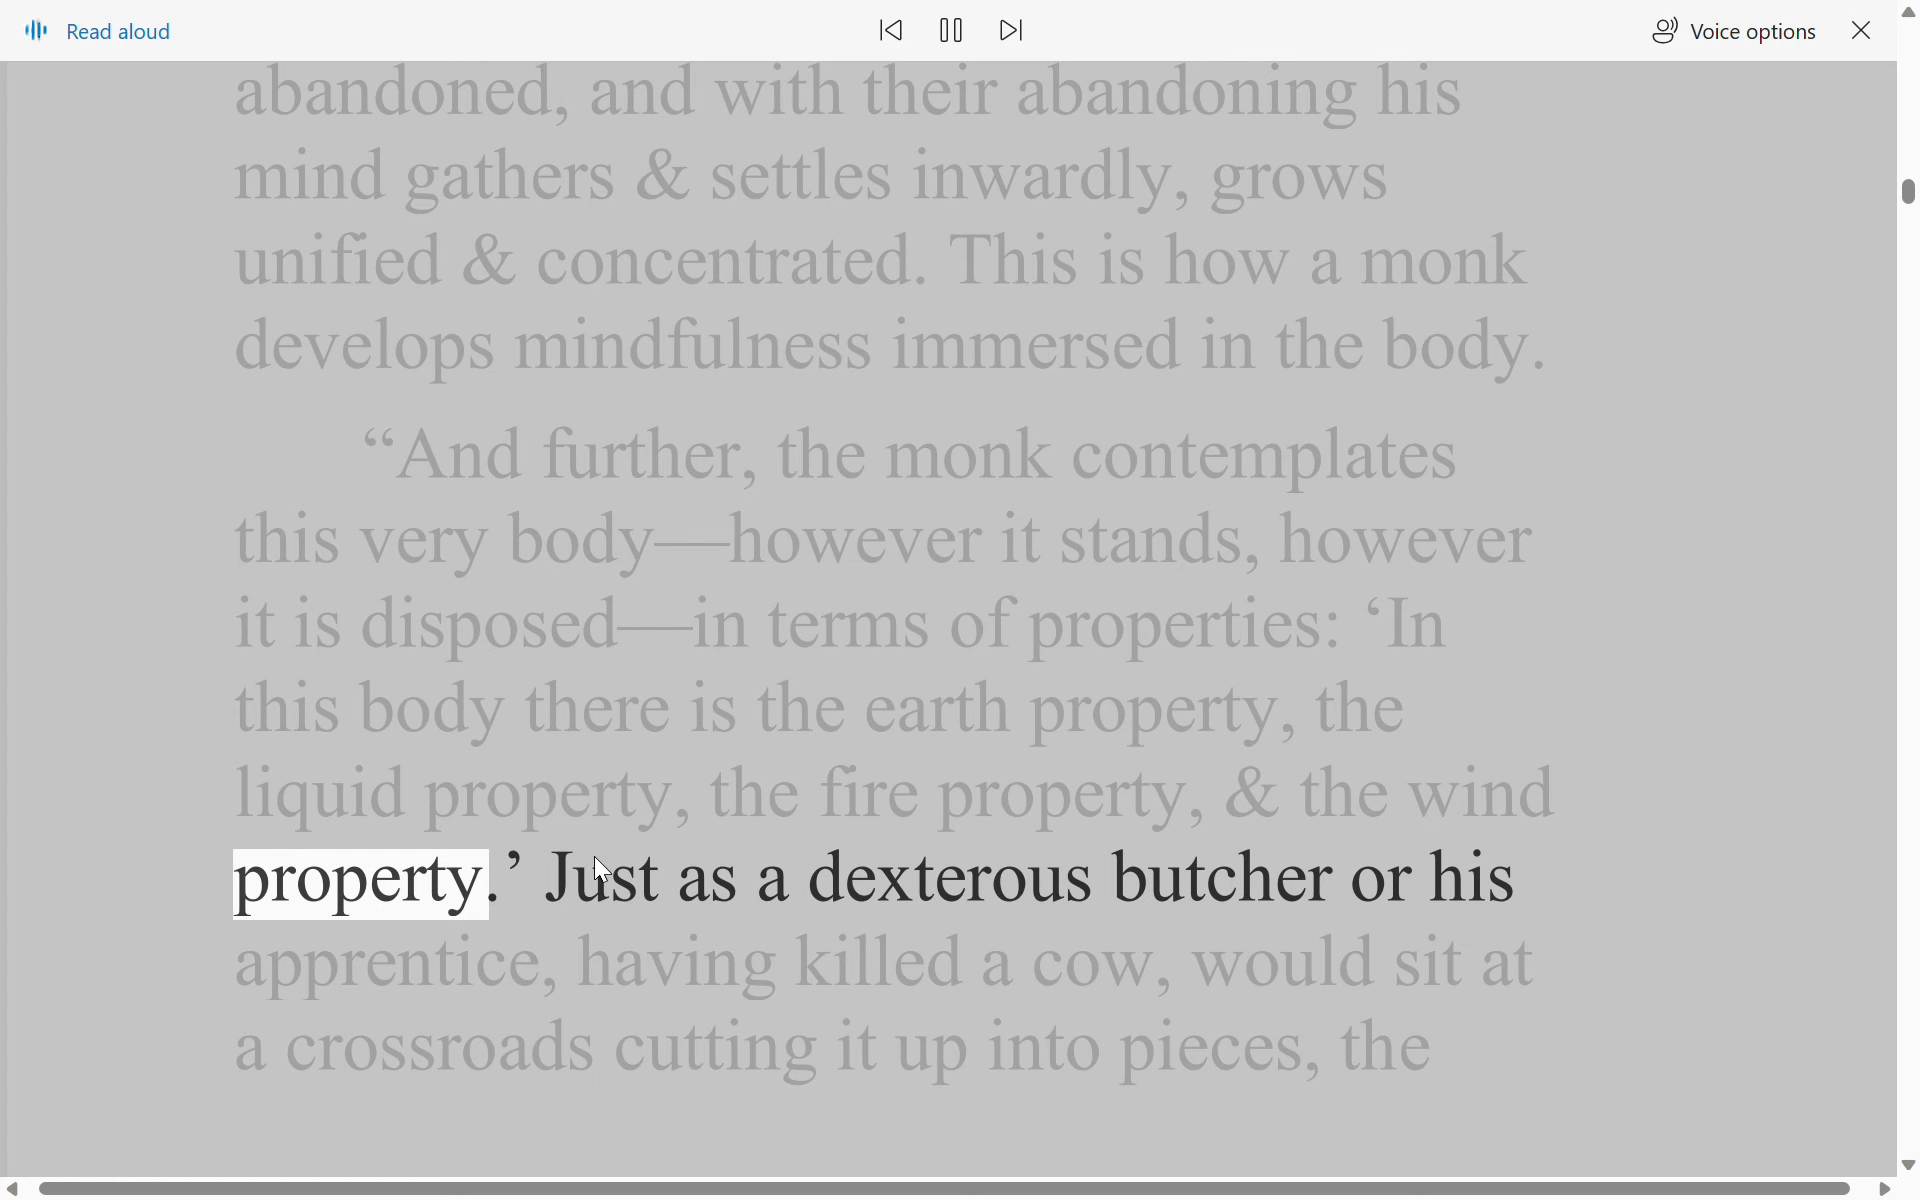 Read aloud
Voice options
abandoned, and with their abandoning his
mind gathers & settles inwardly, grows
unified & concentrated. This is how a monk
develops mindfulness immersed in the body.
“And further, the monk contemplates
this very body—however it stands, however
it is disposed—in terms of properties: ‘In
this body there is the earth property, the
liquid property, the fire property, & the wind
property.’ Just as a dexterous butcher or his
apprentice, having killed a cow, would sit at
a crossroads cutting it up into pieces, the